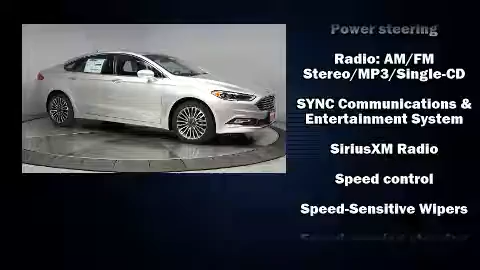 Power steering
Radio: AM/FM
Stereo/MP3/Single-CD
SYNC Communications &
Entertainment System
SiriusXM Radio
Speed control
Speed-Sensitive Wipers